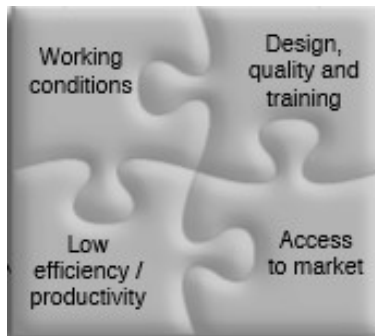 Working
conditions
Design,
quality and
training
Low
efficiency /
productivity
Access
to market